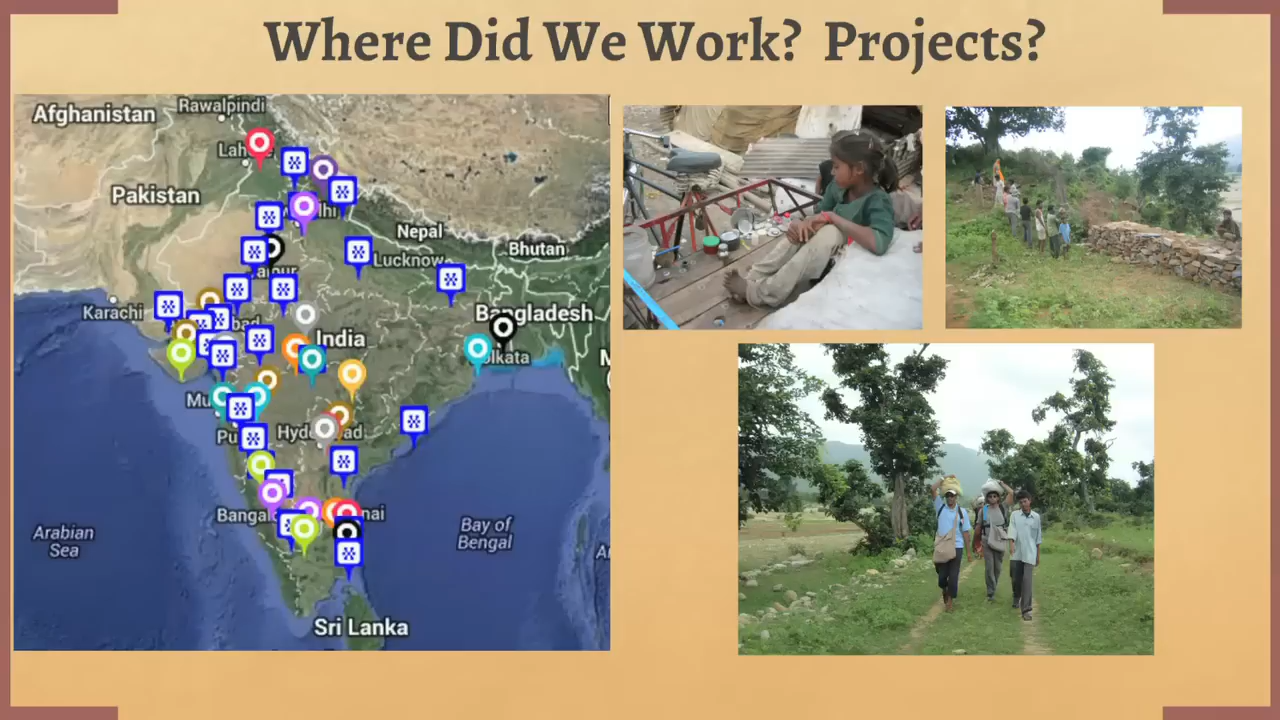 Where Did We Work?  Projects?
Afghanistan
Rawalpindi
Pakistan
Nepal
Bhutan
Lucknow
Karachi
Bangladesh
India
Arabian
Sea
Bay of
Bengal
Sri Lanka